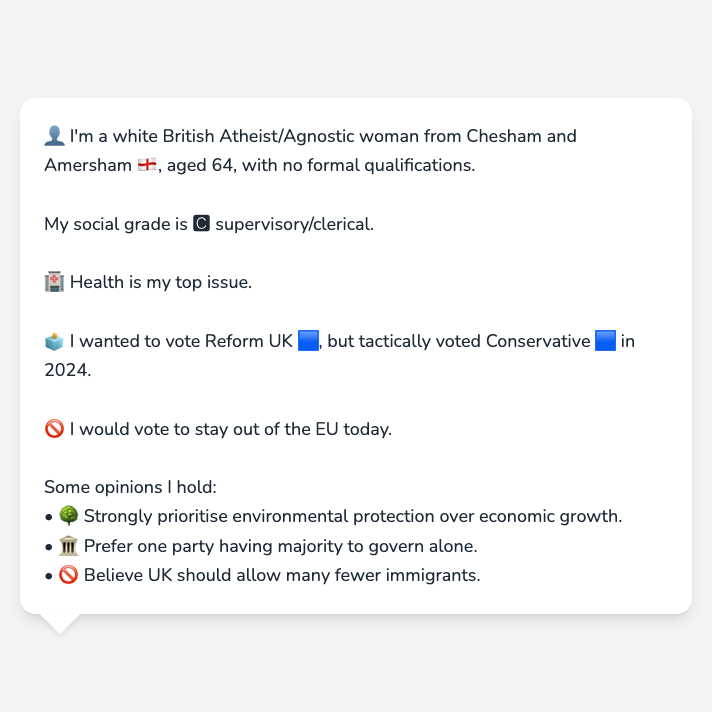 👤 I'm a white British Atheist/Agnostic woman from Chesham and
Amersham 🏴󠁧󠁢󠁥󠁮󠁧󠁿, aged 64, with no formal qualifications.
My social grade is 🅲 supervisory/clerical.
🏥 Health is my top issue.
🗳️ I wanted to vote Reform UK 🟦, but tactically voted Conservative 🟦 in
2024.
🚫 I would vote to stay out of the EU today.
Some opinions I hold:
• 🌳 Strongly prioritise environmental protection over economic growth.
• 🏛️ Prefer one party having majority to govern alone.
• 🚫 Believe UK should allow many fewer immigrants.